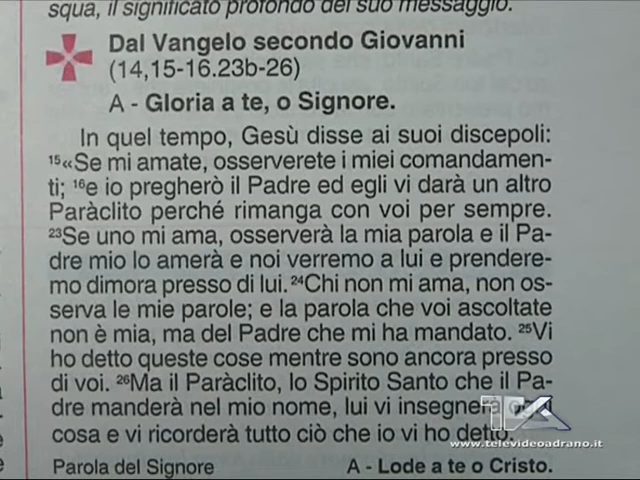 squa, il significato profondo del suo messaggio.
Dal Vangelo secondo Giovanni
(14,15-16.23b-26)
A - Gloria a te, o Signore.
In quel tempo, Gesù disse ai suoi discepoli:
15«Se mi amate, osserverete i miei comandamen-
ti; 16e io pregherò il Padre ed egli vi darà un altro
Paràclito perché rimanga con voi per sempre.
23Se uno mi ama, osserverà la mia parola e il Pa-
dre mio lo amerà e noi verremo a lui e prendere-
mo dimora presso di lui. 24Chi non mi ama, non os-
serva le mie parole; e la parola che voi ascoltate
non è mia, ma del Padre che mi ha mandato. 25Vi
ho detto queste cose mentre sono ancora presso
di voi. 26Ma il Paràclito, lo Spirito Santo che il Pa-
dre manderà nel mio nome, lui vi insegnerà
cosa e vi ricorderà tutto ciò che io vi ho detto.
www.televideoadrano.it
Parola del Signore A - Lode a te o Cristo.